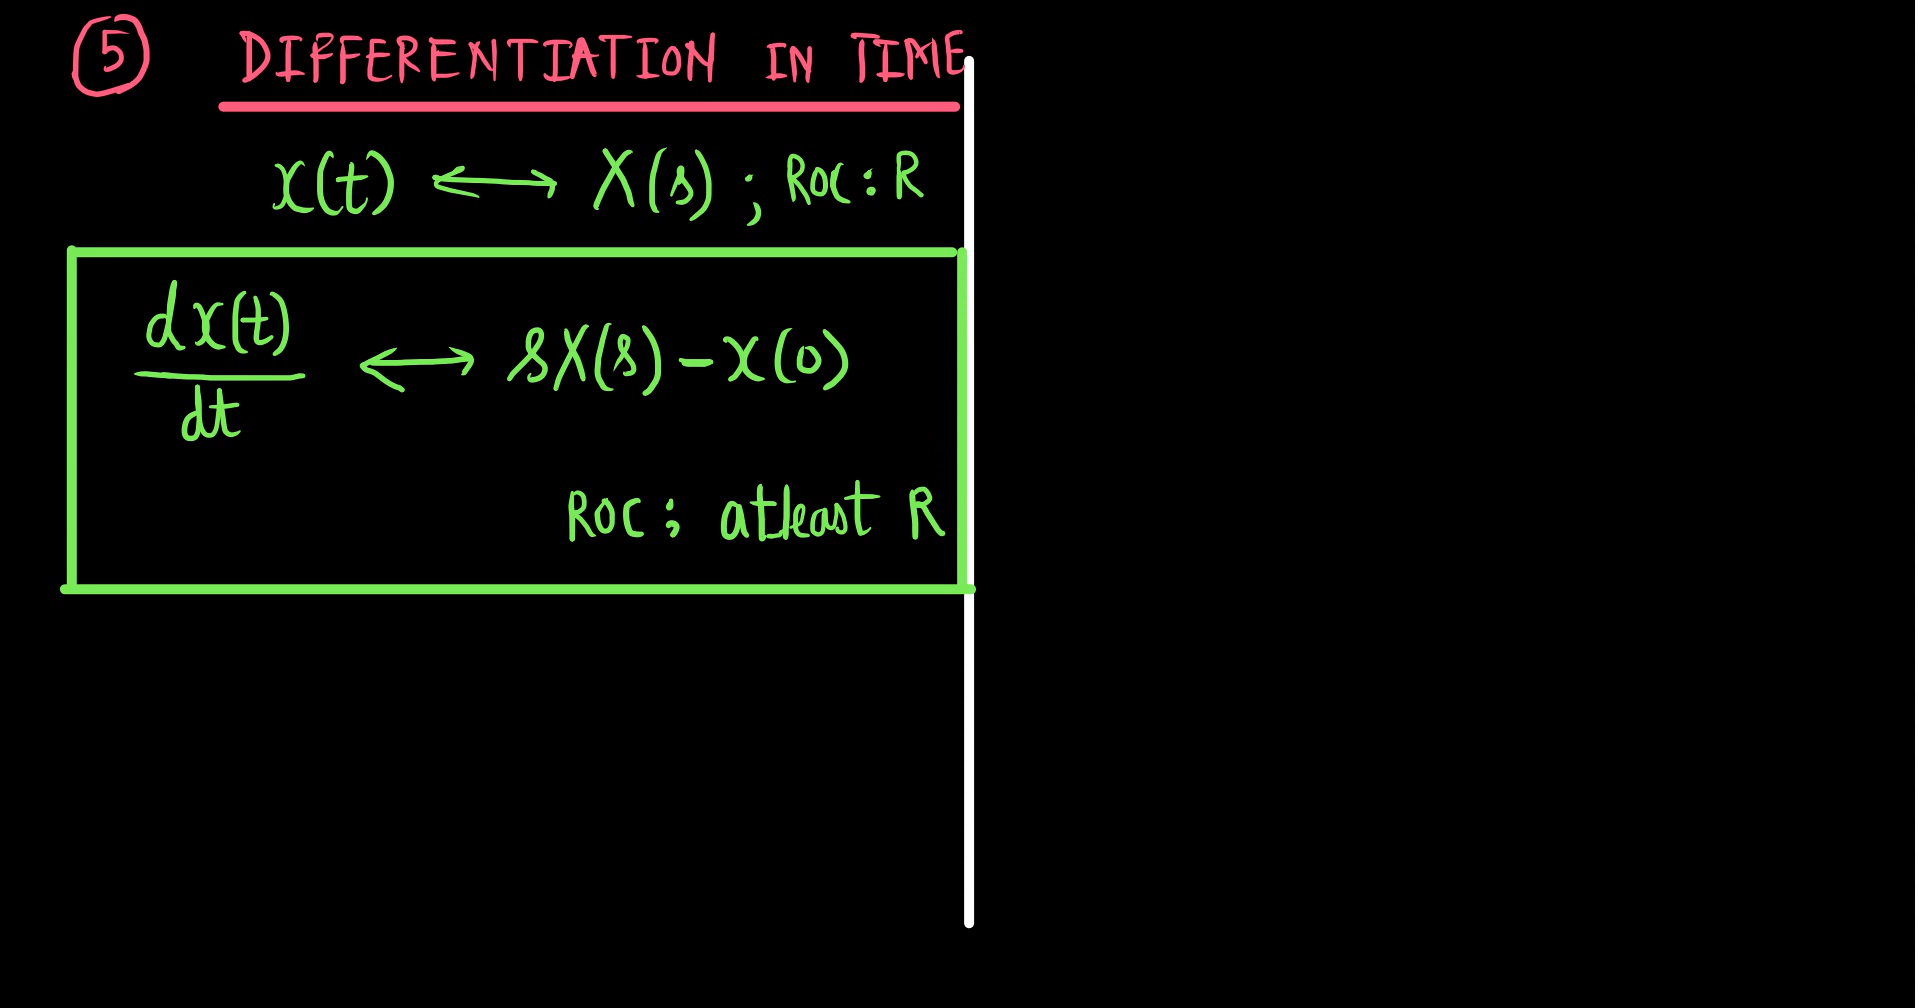 5 DIFFERENTIATION IN TIME
x(t) ⟷ X(s) ; ROC : R
dx(t)/dt ⟷ sX(s) - x(0)
ROC ; atleast R